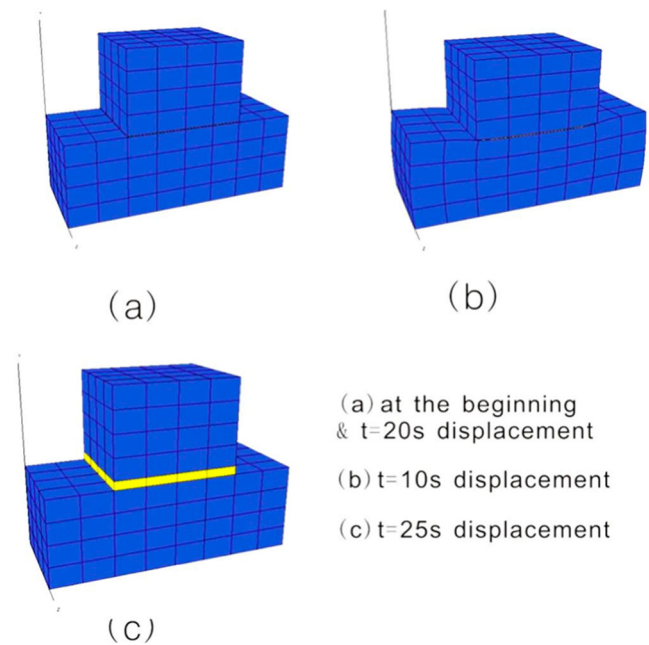 (a)
(b)
(a) at the beginning
& t=20s displacement
(b) t=10s displacement
(c) t=25s displacement
(c)